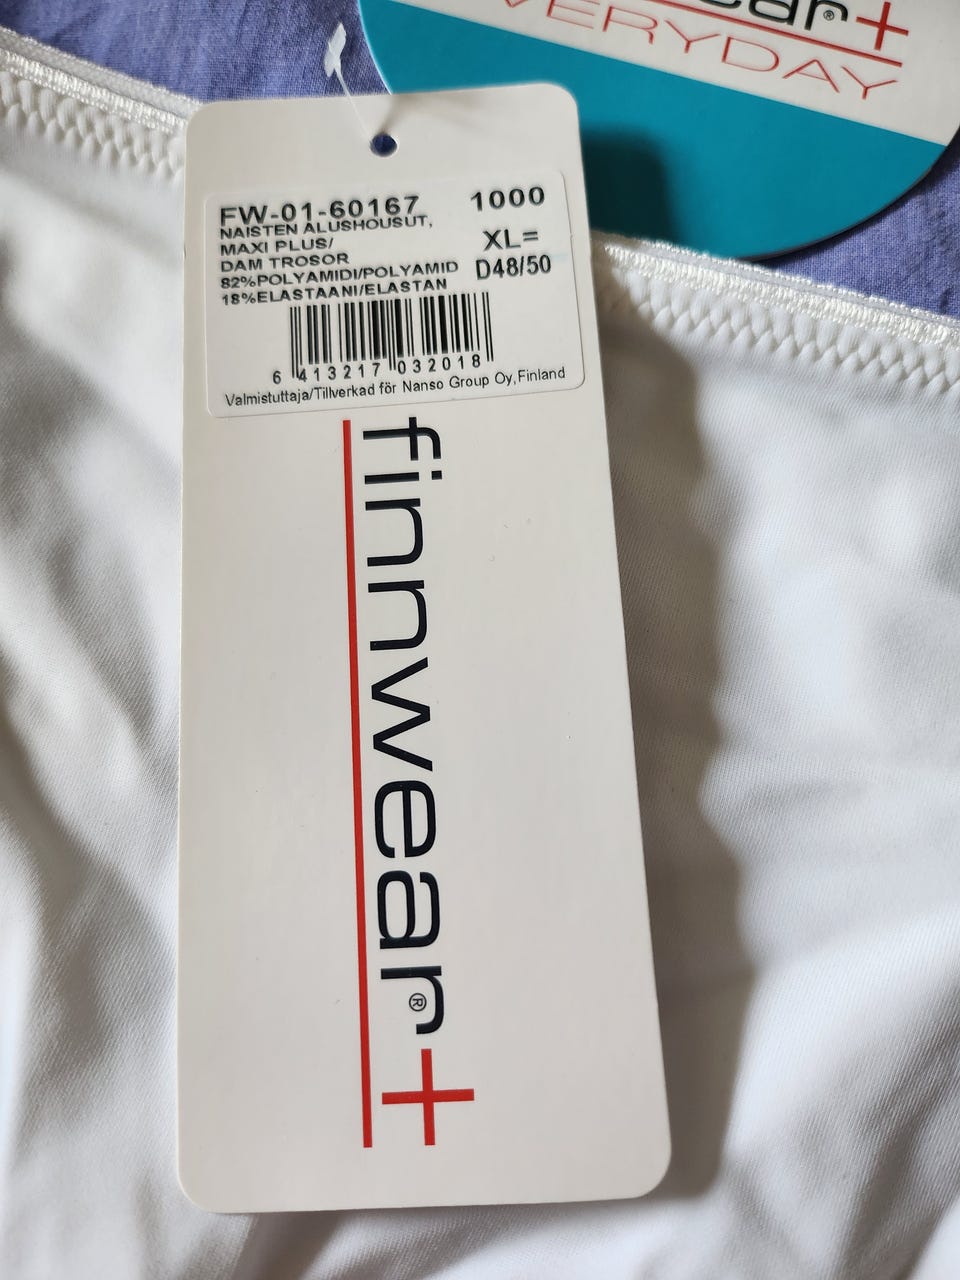 ear®+
VERYDAY
FW-01-60167 1000
NAISTEN ALUSHOUSUT,
MAXI PLUS/ XL=
DAM TROSOR D48/50
82%POLYAMIDI/POLYAMID
18%ELASTAANI/ELASTAN
6 413217 032018
Valmistuttaja/Tillverkad för Nanso Group Oy,Finland
finnwear®+